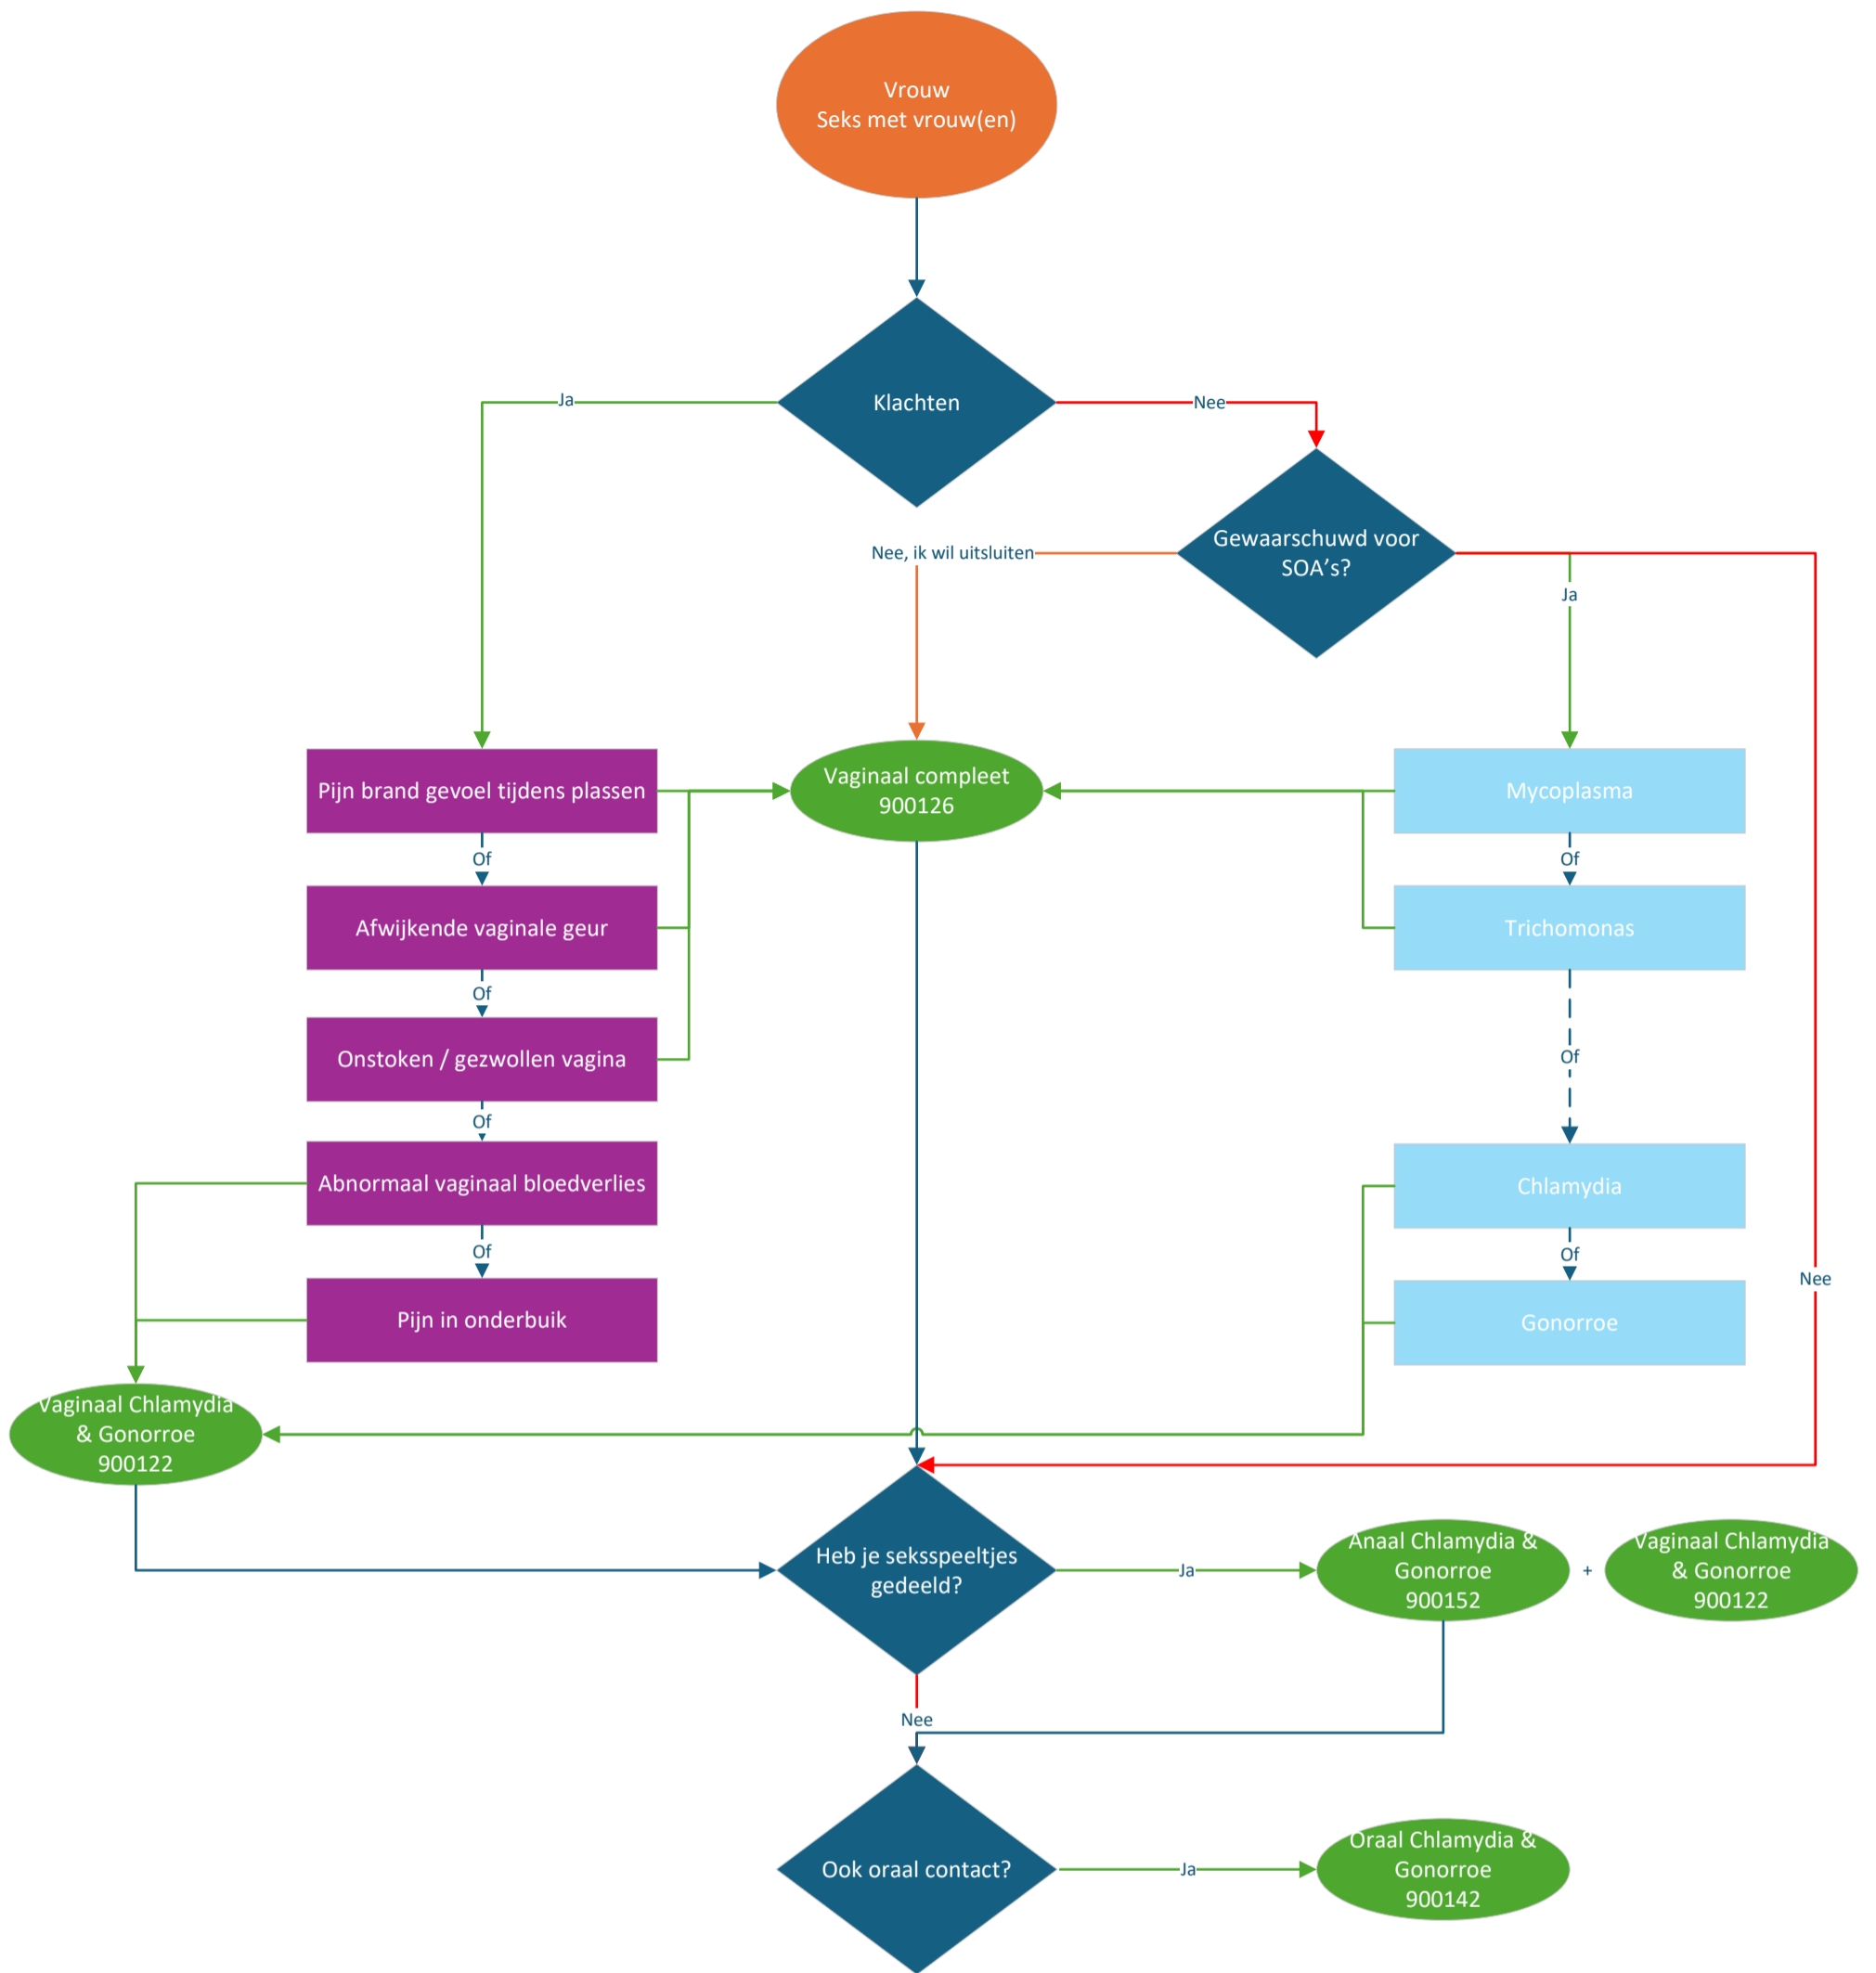 Vrouw
Seks met vrouw(en)
Klachten
Ja
Nee
Gewaarschuwd voor
SOA's?
Nee, ik wil uitsluiten
Ja
Pijn brand gevoel tijdens plassen
Vaginaal compleet
900126
Mycoplasma
Of
Of
Afwijkende vaginale geur
Trichomonas
Of
Onstoken / gezwollen vagina
Of
Of
Abnormaal vaginaal bloedverlies
Chlamydia
Of
Of
Nee
Pijn in onderbuik
Gonorroe
Vaginaal Chlamydia
& Gonorroe
900122
Heb je seksspeeltjes
gedeeld?
Ja
Anaal Chlamydia &
Gonorroe
900152
+
Vaginaal Chlamydia
& Gonorroe
900122
Nee
Ook oraal contact?
Ja
Oraal Chlamydia &
Gonorroe
900142